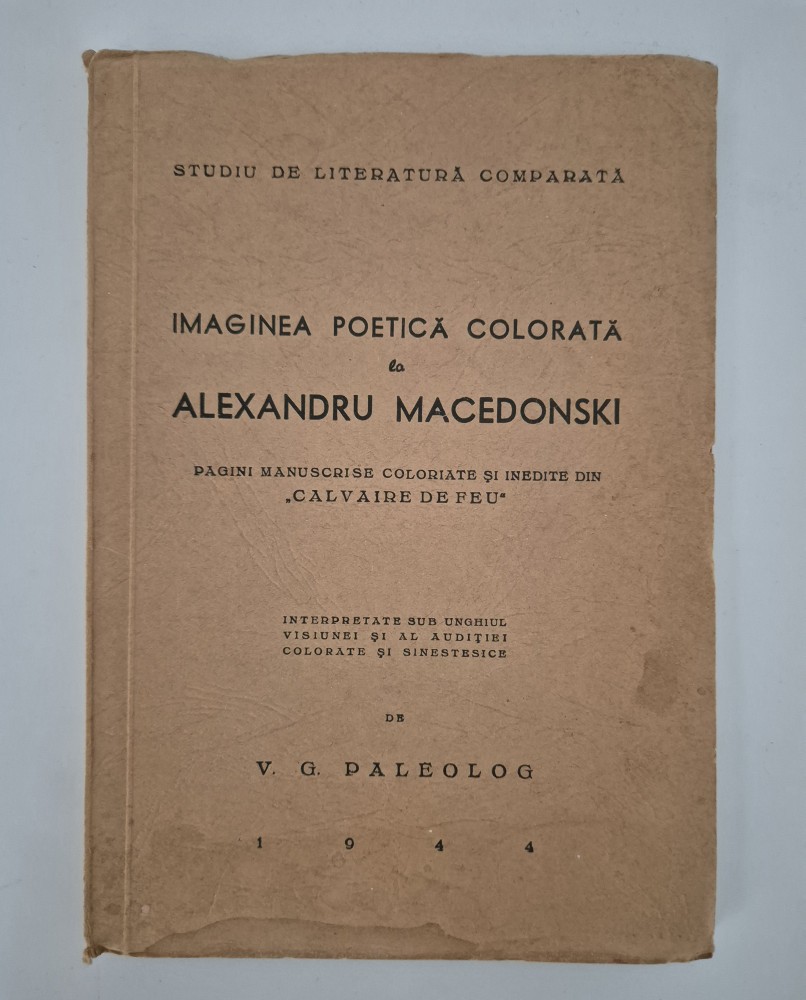 STUDIU DE LITERATURĂ COMPARATĂ
IMAGINEA POETICĂ COLORATĂ
la
ALEXANDRU MACEDONSKI
PAGINI MANUSCRISE COLORIATE ȘI INEDITE DIN
„CALVAIRE DE FEU“
INTERPRETATE SUB UNGHIUL
VISIUNEI ȘI AL AUDIȚIEI
COLORATE ȘI SINESTESICE
DE
V. G. PALEOLOG
1 9 4 4